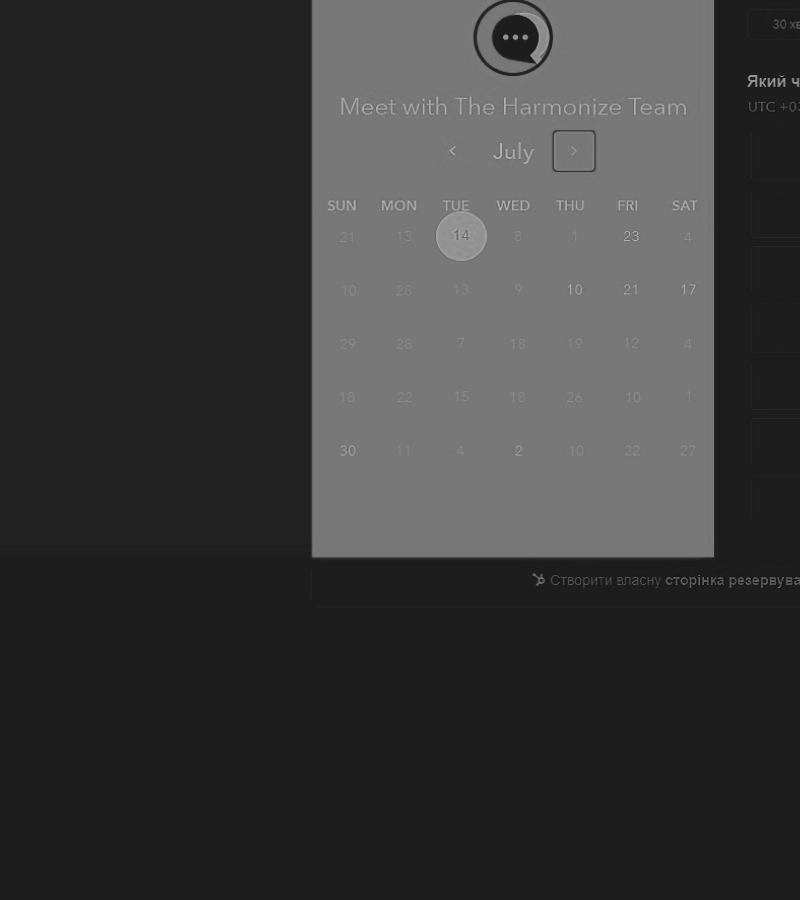 30 хв
Meet with The Harmonize Team
Який ч
July
UTC +03
SUN MON TUE WED THU FRI SAT
21 13 14 8 1 23 4
10 28 13 9 10 21 17
29 28 7 18 19 12 4
18 22 15 18 26 10 1
30 11 4 2 10 22 27
Створити власну сторінка резервува